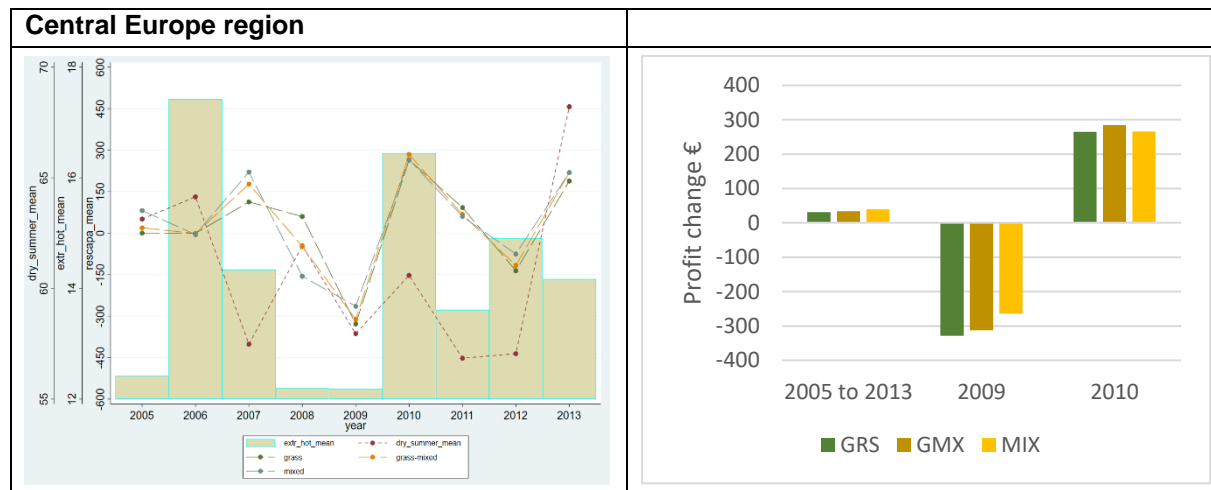 Central Europe region
dry_summer_mean
55 60 65 70
extr_hot_mean
12 14 16 18
rescapa_mean
-600 -450 -300 -150 0 150 300 450 600
2005 2006 2007 2008 2009 2010 2011 2012 2013
year
extr_hot_mean dry_summer_mean
grass grass-mixed
mixed
Profit change €
400
300
200
100
0
-100
-200
-300
-400
2005 to 2013 2009 2010
GRS GMX MIX